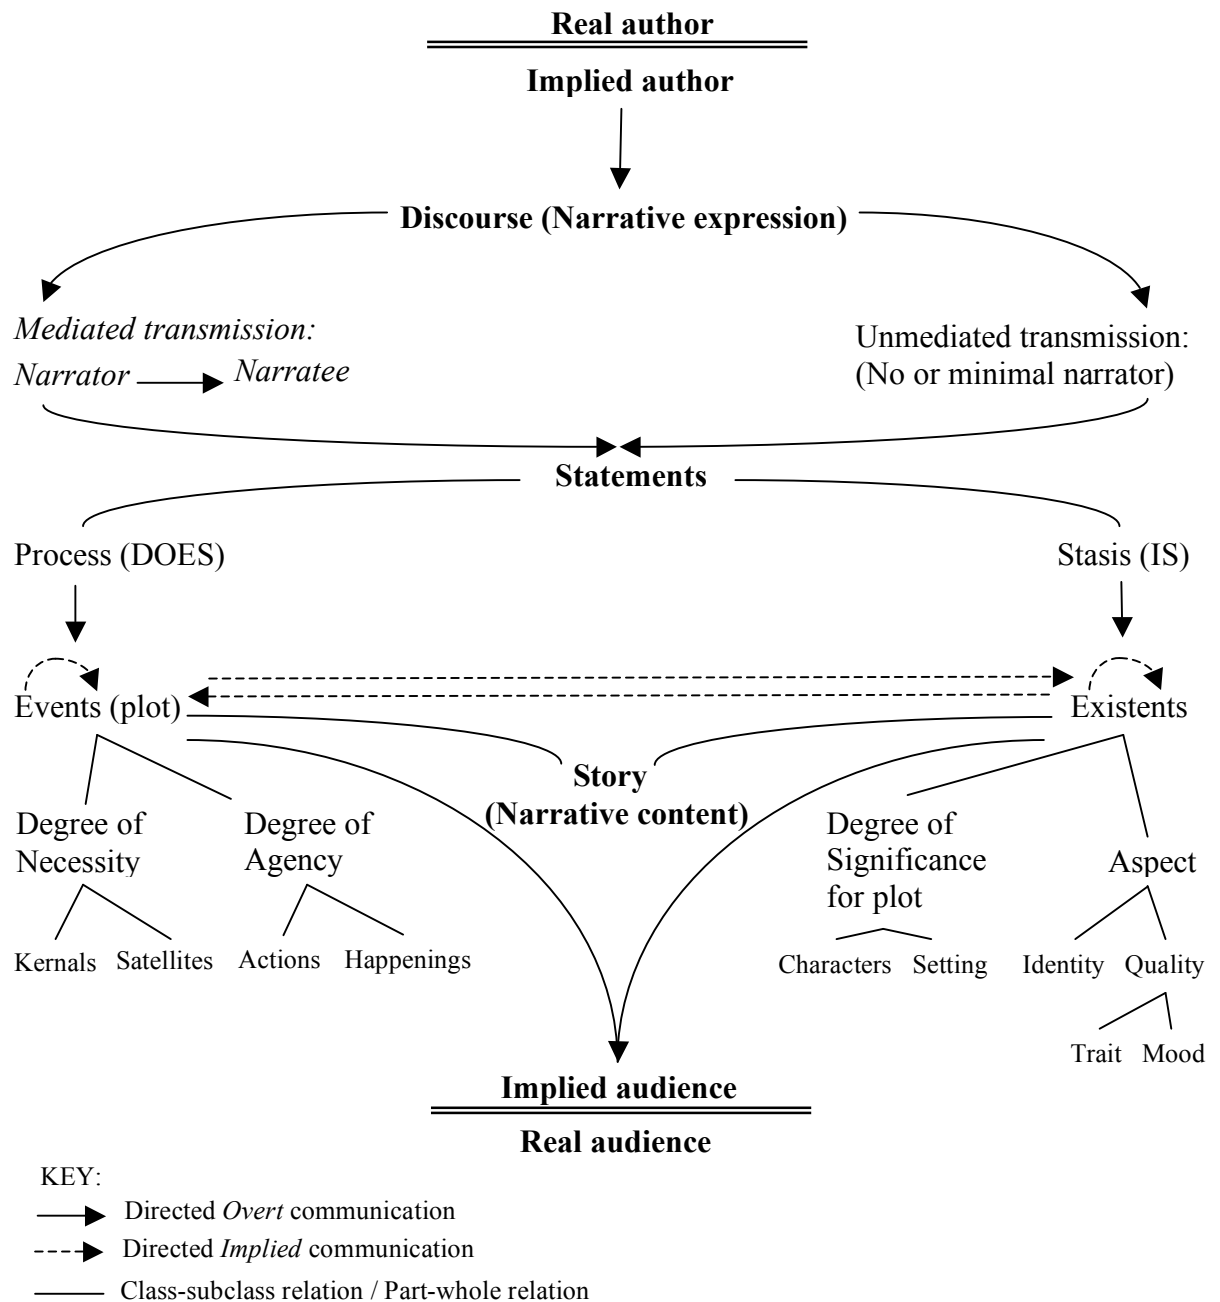 Real author
Implied author
Discourse (Narrative expression)
Mediated transmission:
Narrator
Narratee
Unmediated transmission:
(No or minimal narrator)
Statements
Process (DOES)
Stasis (IS)
Events (plot)
Existents
Story
(Narrative content)
Degree of
Necessity
Degree of
Agency
Degree of
Significance
for plot
Aspect
Kernals
Satellites
Actions
Happenings
Characters
Setting
Identity
Quality
Trait
Mood
Implied audience
Real audience
KEY:
Directed Overt communication
Directed Implied communication
Class-subclass relation / Part-whole relation